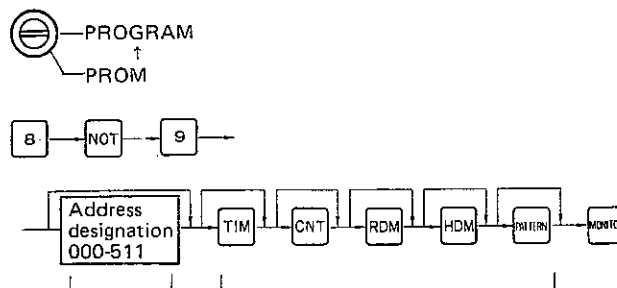 PROGRAM
↑
PROM
8 NOT 9
Address
designation
000-511
TIM CNT RDM HDM PATTERN